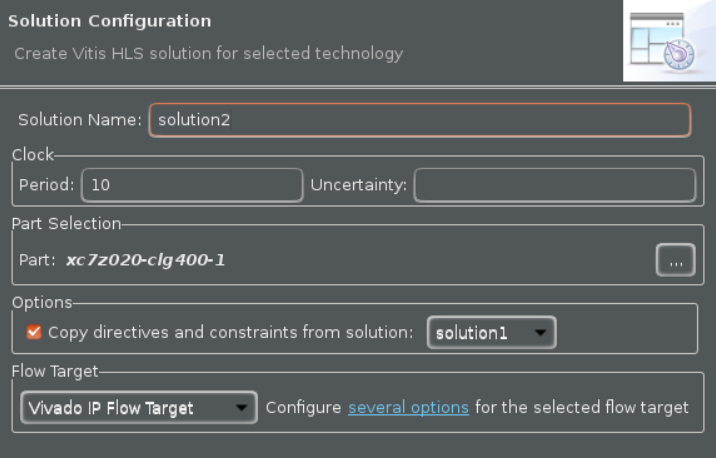 Solution Configuration
Create Vitis HLS solution for selected technology
Solution Name: solution2
Clock
Period: 10 Uncertainty:
Part Selection
Part: xc7z020-clg400-1 ...
Options
Copy directives and constraints from solution: solution1
Flow Target
Vivado IP Flow Target Configure several options for the selected flow target